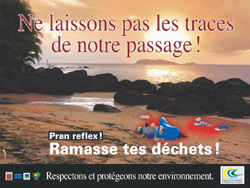 Ne laissons pas les traces
de notre passage !
Pran reflex !
Ramasse tes déchets !
Respectons et protégeons notre environnement.